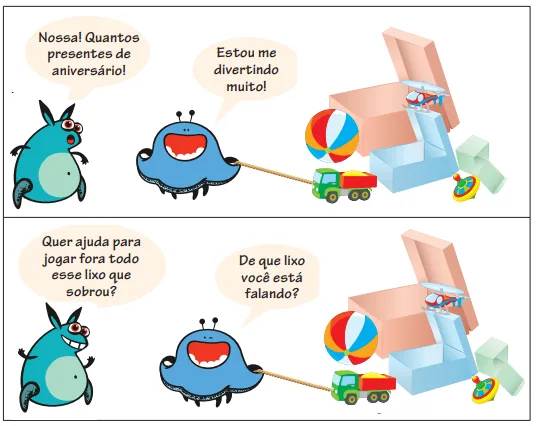 Nossa! Quantos
presentes de
aniversário!
Estou me
divertindo
muito!
Quer ajuda para
jogar fora todo
esse lixo que
sobrou?
De que lixo
você está
falando?